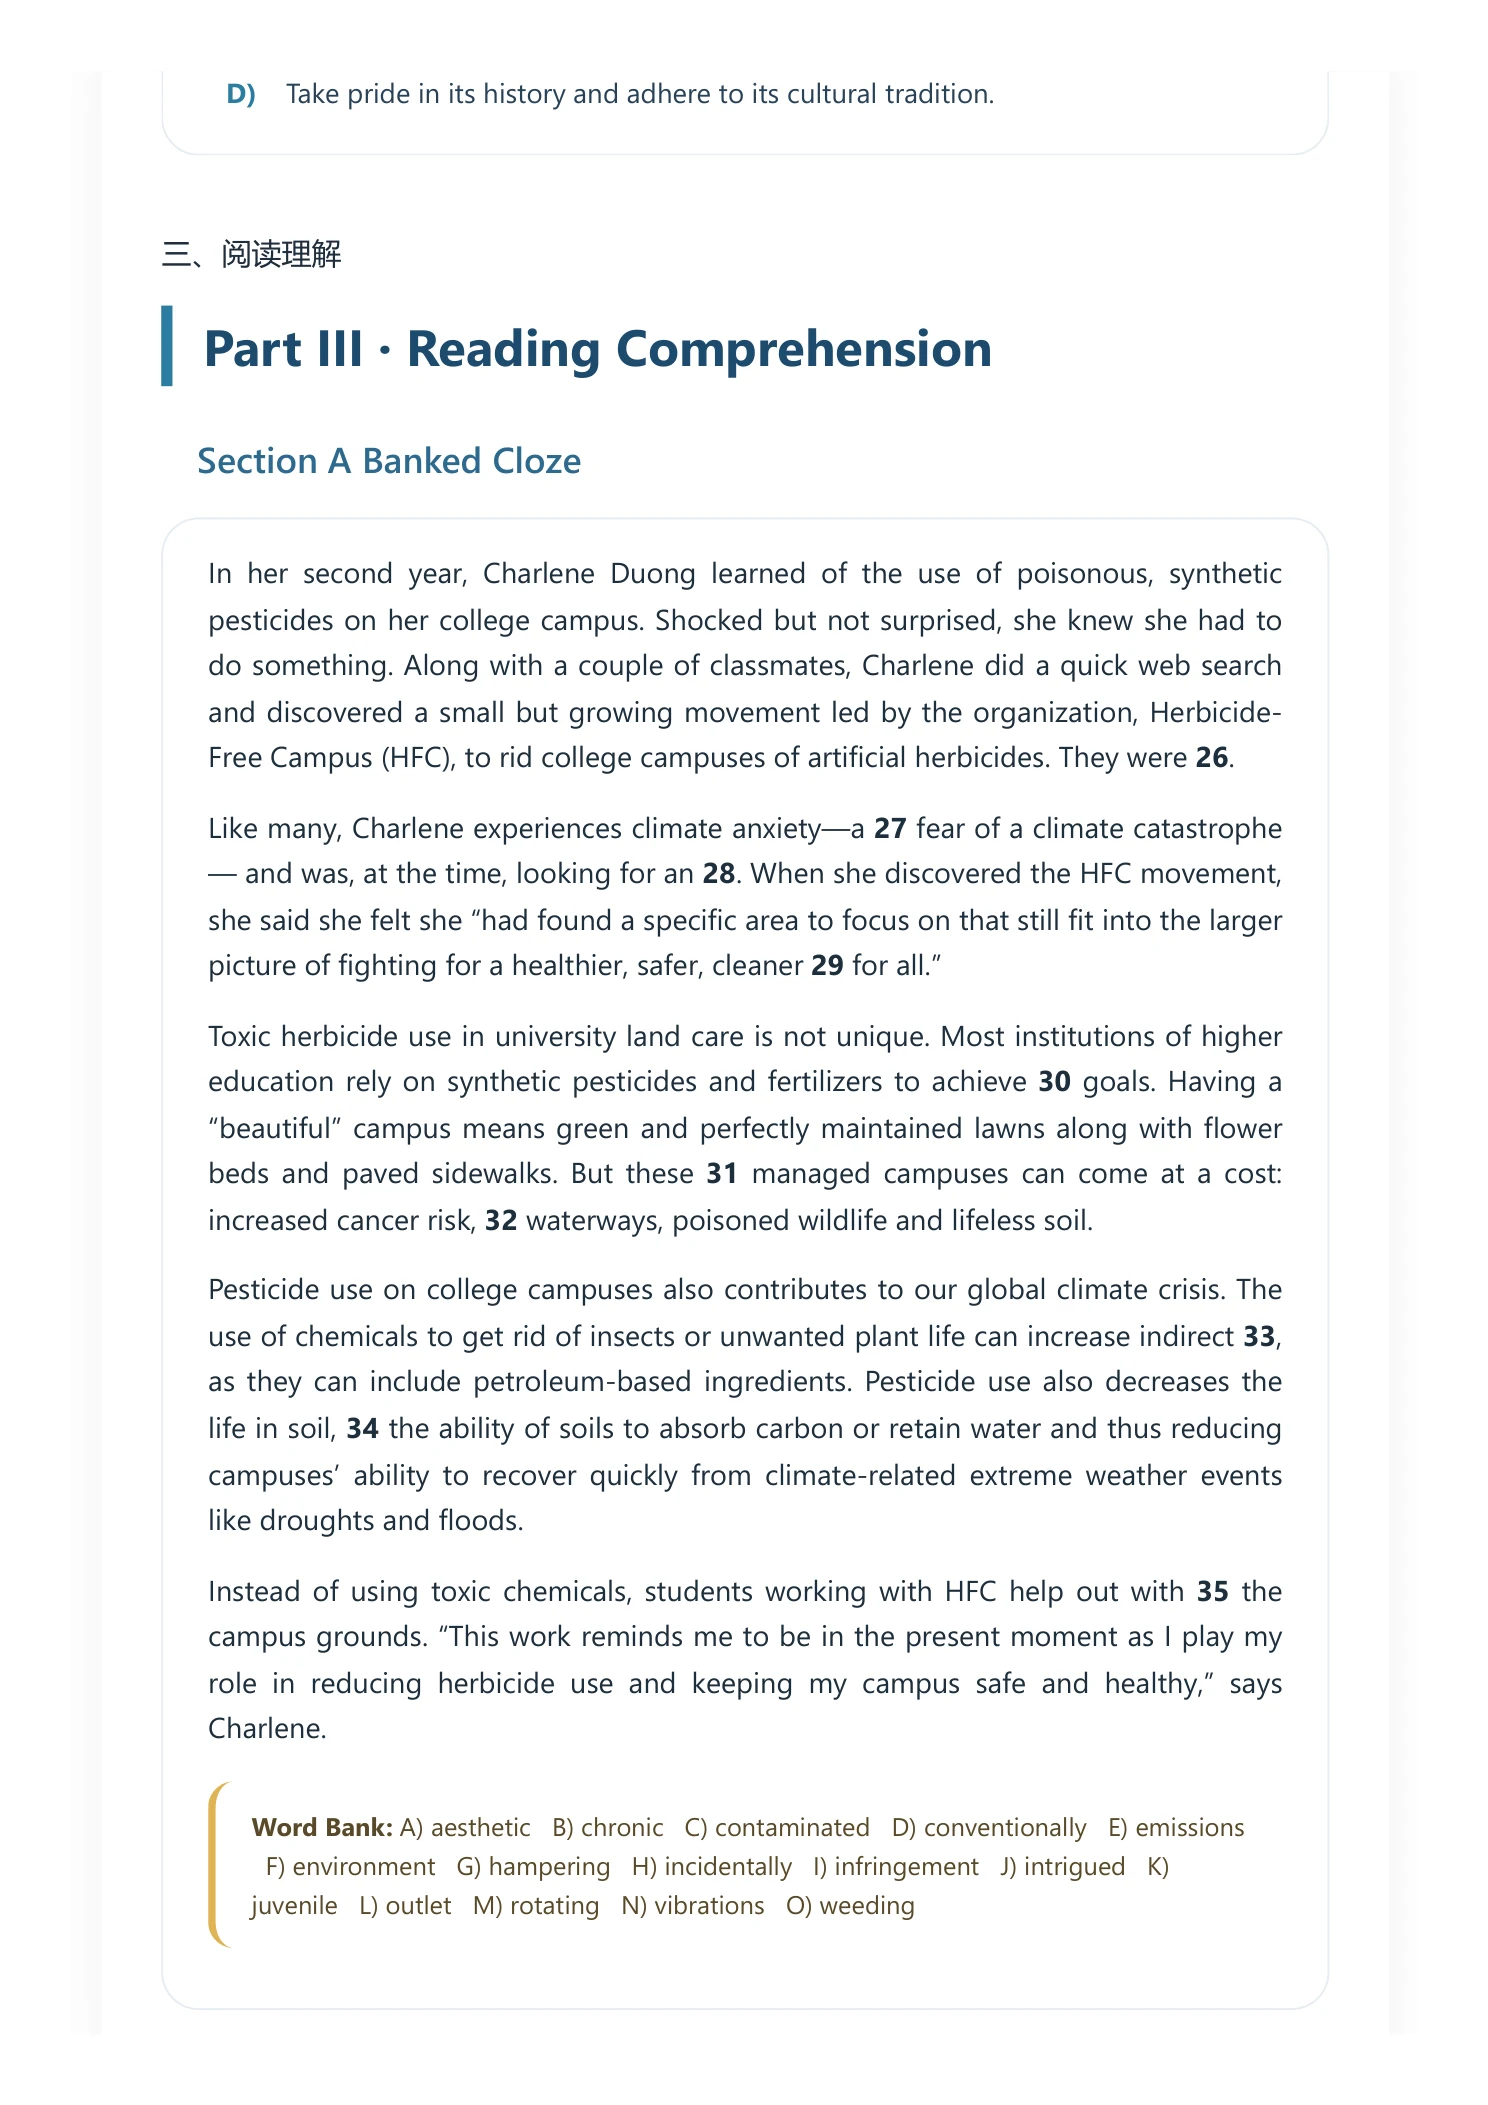 D) Take pride in its history and adhere to its cultural tradition.
三、阅读理解
Part III · Reading Comprehension
Section A Banked Cloze
In her second year, Charlene Duong learned of the use of poisonous, synthetic
pesticides on her college campus. Shocked but not surprised, she knew she had to
do something. Along with a couple of classmates, Charlene did a quick web search
and discovered a small but growing movement led by the organization, Herbicide-
Free Campus (HFC), to rid college campuses of artificial herbicides. They were 26.
Like many, Charlene experiences climate anxiety—a 27 fear of a climate catastrophe
— and was, at the time, looking for an 28. When she discovered the HFC movement,
she said she felt she “had found a specific area to focus on that still fit into the larger
picture of fighting for a healthier, safer, cleaner 29 for all.”
Toxic herbicide use in university land care is not unique. Most institutions of higher
education rely on synthetic pesticides and fertilizers to achieve 30 goals. Having a
“beautiful” campus means green and perfectly maintained lawns along with flower
beds and paved sidewalks. But these 31 managed campuses can come at a cost:
increased cancer risk, 32 waterways, poisoned wildlife and lifeless soil.
Pesticide use on college campuses also contributes to our global climate crisis. The
use of chemicals to get rid of insects or unwanted plant life can increase indirect 33,
as they can include petroleum-based ingredients. Pesticide use also decreases the
life in soil, 34 the ability of soils to absorb carbon or retain water and thus reducing
campuses’ ability to recover quickly from climate-related extreme weather events
like droughts and floods.
Instead of using toxic chemicals, students working with HFC help out with 35 the
campus grounds. “This work reminds me to be in the present moment as I play my
role in reducing herbicide use and keeping my campus safe and healthy,” says
Charlene.
Word Bank: A) aesthetic B) chronic C) contaminated D) conventionally E) emissions
F) environment G) hampering H) incidentally I) infringement J) intrigued K)
juvenile L) outlet M) rotating N) vibrations O) weeding